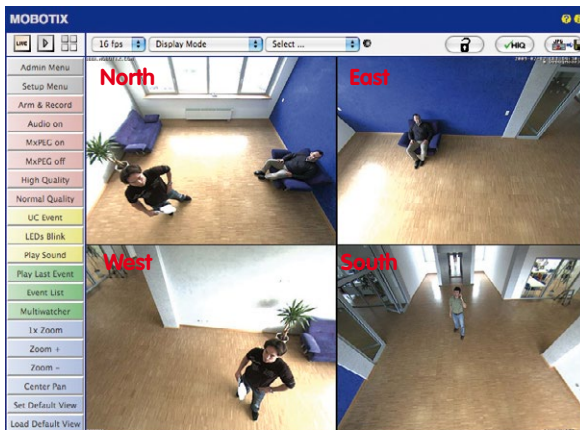 MOBOTIX
LIVE
16 fps
Display Mode
Select ...
HiQ
Admin Menu
Setup Menu
Arm & Record
Audio on
MxPEG on
MxPEG off
High Quality
Normal Quality
UC Event
LEDs Blink
Play Sound
Play Last Event
Event List
Multiwatcher
1x Zoom
Zoom +
Zoom –
Center Pan
Set Default View
Load Default View
North
East
West
South